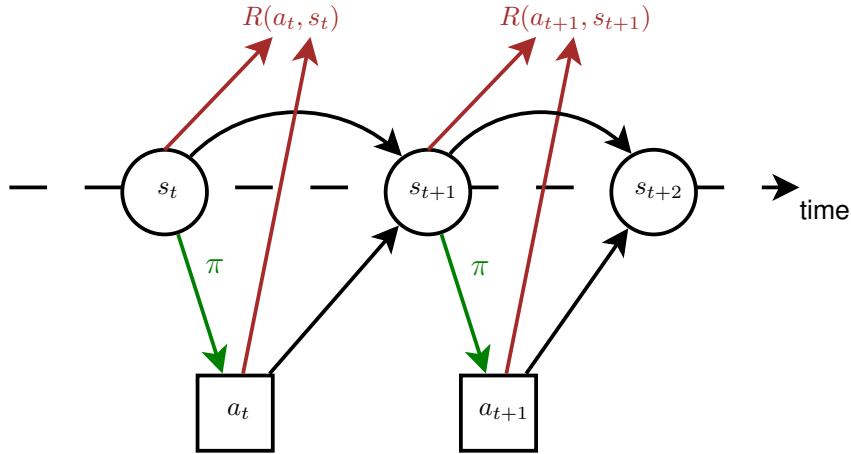 R(a_t, s_t)
R(a_{t+1}, s_{t+1})
s_t
s_{t+1}
s_{t+2}
time
π
π
a_t
a_{t+1}